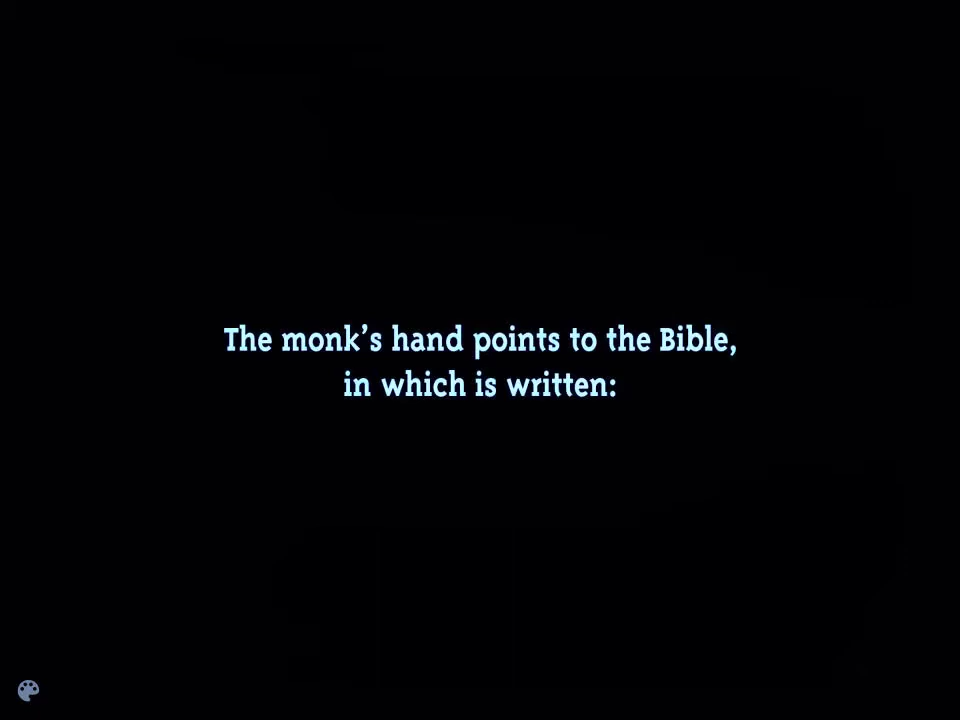 The monk’s hand points to the Bible,
in which is written: